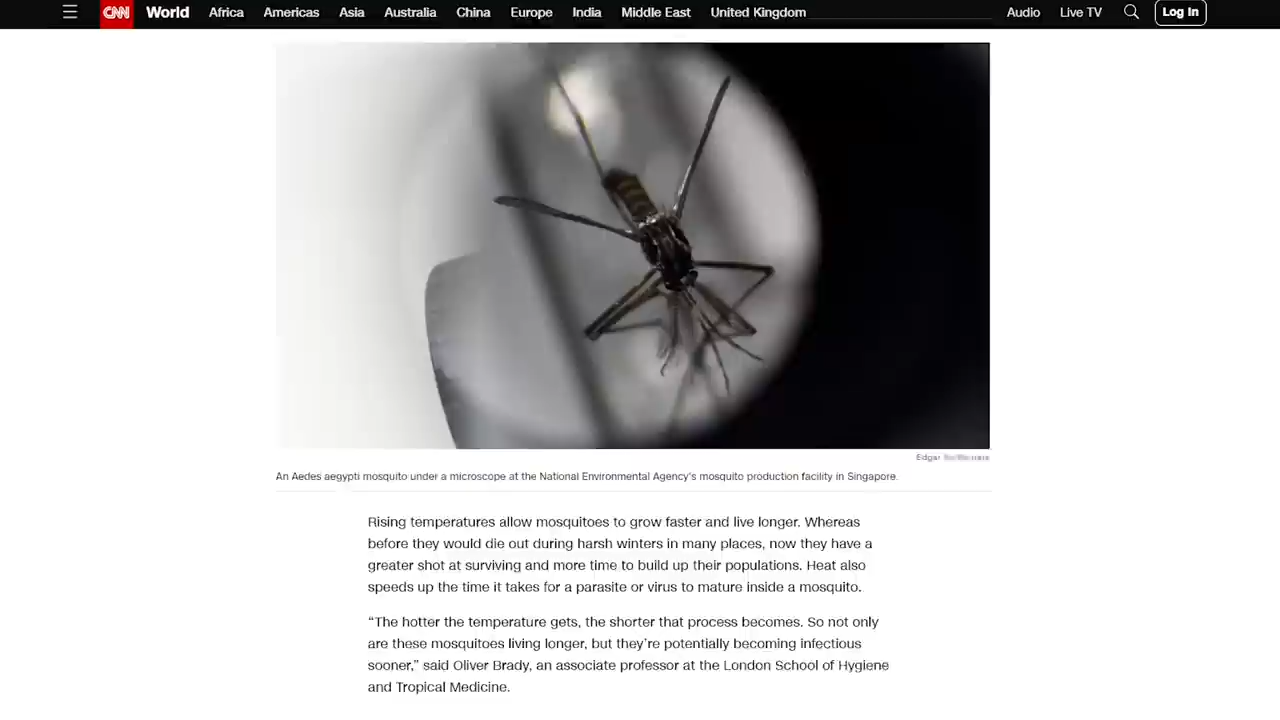 CNN World Africa Americas Asia Australia China Europe India Middle East United Kingdom Audio Live TV Log In
Edgar
An Aedes aegypti mosquito under a microscope at the National Environmental Agency's mosquito production facility in Singapore.
Rising temperatures allow mosquitoes to grow faster and live longer. Whereas
before they would die out during harsh winters in many places, now they have a
greater shot at surviving and more time to build up their populations. Heat also
speeds up the time it takes for a parasite or virus to mature inside a mosquito.
“The hotter the temperature gets, the shorter that process becomes. So not only
are these mosquitoes living longer, but they’re potentially becoming infectious
sooner,” said Oliver Brady, an associate professor at the London School of Hygiene
and Tropical Medicine.